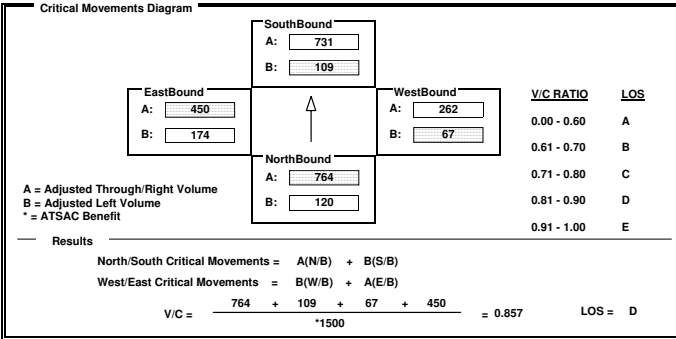 Critical Movements Diagram
SouthBound
A: 731
B: 109
EastBound
A: 450
B: 174
WestBound
A: 262
B: 67
NorthBound
A: 764
B: 120
V/C RATIO LOS
0.00 - 0.60 A
0.61 - 0.70 B
0.71 - 0.80 C
0.81 - 0.90 D
0.91 - 1.00 E
A = Adjusted Through/Right Volume
B = Adjusted Left Volume
* = ATSAC Benefit
Results
North/South Critical Movements = A(N/B) + B(S/B)
West/East Critical Movements = B(W/B) + A(E/B)
764 + 109 + 67 + 450
V/C = = 0.857 LOS = D
*1500